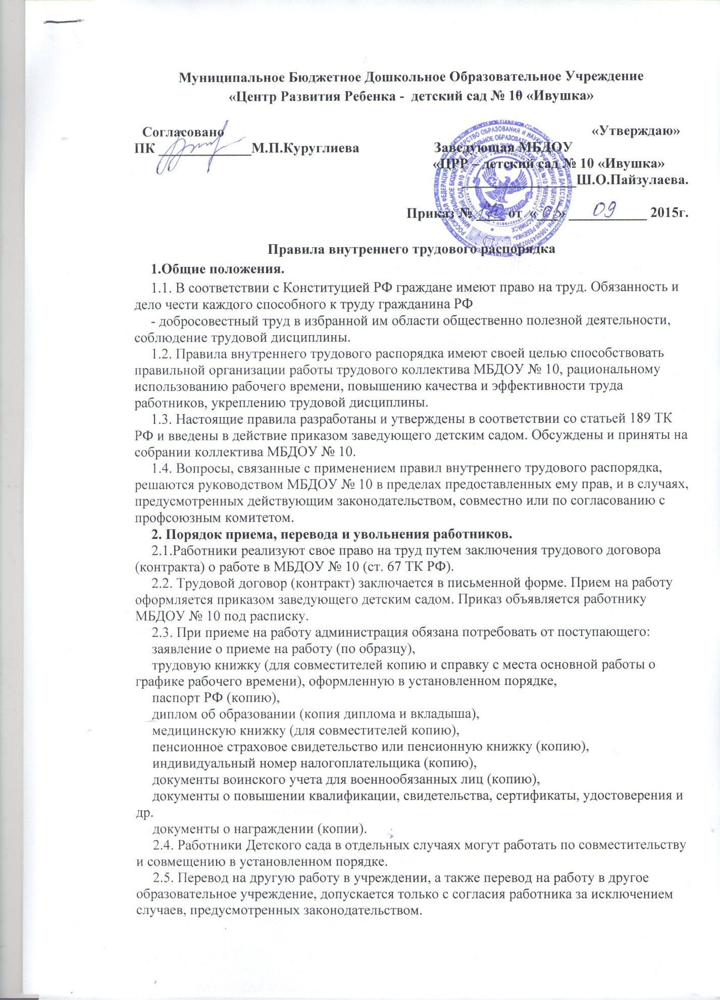 Муниципальное Бюджетное Дошкольное Образовательное Учреждение
«Центр Развития Ребенка - детский сад № 10 «Ивушка»
Согласовано «Утверждаю»
ПК _____________М.П.Куруглиева Заведующая МБДОУ
«ЦРР – детский сад № 10 «Ивушка»
________________Ш.О.Пайзулаева.
Приказ № ____ от «___» 09 2015г.
Правила внутреннего трудового распорядка
1.Общие положения.
1.1. В соответствии с Конституцией РФ граждане имеют право на труд. Обязанность и
дело чести каждого способного к труду гражданина РФ
- добросовестный труд в избранной им области общественно полезной деятельности,
соблюдение трудовой дисциплины.
1.2. Правила внутреннего трудового распорядка имеют своей целью способствовать
правильной организации работы трудового коллектива МБДОУ № 10, рациональному
использованию рабочего времени, повышению качества и эффективности труда
работников, укреплению трудовой дисциплины.
1.3. Настоящие правила разработаны и утверждены в соответствии со статьей 189 ТК
РФ и введены в действие приказом заведующего детским садом. Обсуждены и приняты на
собрании коллектива МБДОУ № 10.
1.4. Вопросы, связанные с применением правил внутреннего трудового распорядка,
решаются руководством МБДОУ № 10 в пределах предоставленных ему прав, и в случаях,
предусмотренных действующим законодательством, совместно или по согласованию с
профсоюзным комитетом.
2. Порядок приема, перевода и увольнения работников.
2.1.Работники реализуют свое право на труд путем заключения трудового договора
(контракта) о работе в МБДОУ № 10 (ст. 67 ТК РФ).
2.2. Трудовой договор (контракт) заключается в письменной форме. Прием на работу
оформляется приказом заведующего детским садом. Приказ объявляется работнику
МБДОУ № 10 под расписку.
2.3. При приеме на работу администрация обязана потребовать от поступающего:
заявление о приеме на работу (по образцу),
трудовую книжку (для совместителей копию и справку с места основной работы о
графике рабочего времени), оформленную в установленном порядке,
паспорт РФ (копию),
диплом об образовании (копия диплома и вкладыша),
медицинскую книжку (для совместителей копию),
пенсионное страховое свидетельство или пенсионную книжку (копию),
индивидуальный номер налогоплательщика (копию),
документы воинского учета для военнообязанных лиц (копию),
документы о повышении квалификации, свидетельства, сертификаты, удостоверения и
др.
документы о награждении (копии).
2.4. Работники Детского сада в отдельных случаях могут работать по совместительству
и совмещению в установленном порядке.
2.5. Перевод на другую работу в учреждении, а также перевод на работу в другое
образовательное учреждение, допускается только с согласия работника за исключением
случаев, предусмотренных законодательством.